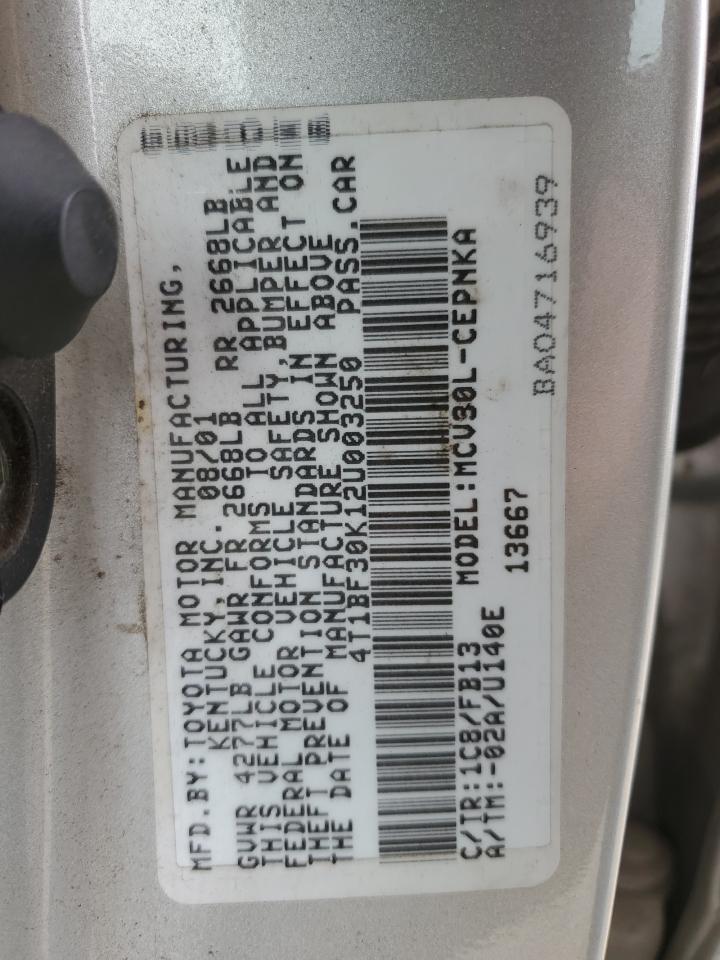 MFD.BY:TOYOTA MOTOR MANUFACTURING,
KENTUCKY,INC. 08/01
GVWR 4277LB GAWR FR 2668LB RR 2668LB
THIS VEHICLE CONFORMS TO ALL APPLICABLE
FEDERAL MOTOR VEHICLE SAFETY,BUMPER AND
THEFT PREVENTION STANDARDS IN EFFECT ON
THE DATE OF MANUFACTURE SHOWN ABOVE
4T1BF30K12U003250 PASS.CAR
C/TR:1C8/FB13 MODEL:MCV30L-CEPNKA
A/TM:-02A/U140E 13667
BA04716939